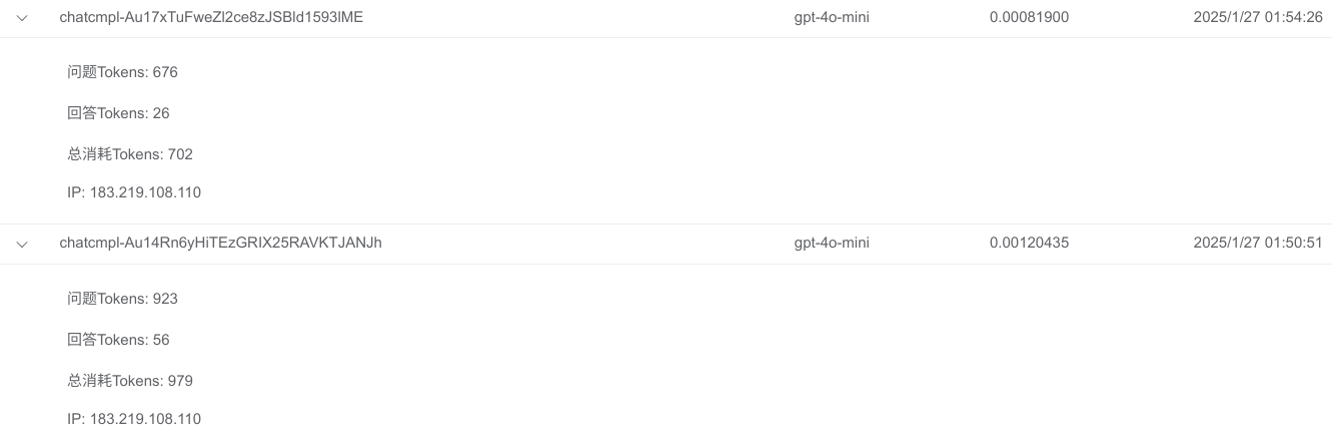 chatcmpl-Au17xTuFweZl2ce8zJSBld1593lME gpt-4o-mini 0.00081900 2025/1/27 01:54:26
问题Tokens: 676
回答Tokens: 26
总消耗Tokens: 702
IP: 183.219.108.110
chatcmpl-Au14Rn6yHiTEzGRIX25RAVKTJANJh gpt-4o-mini 0.00120435 2025/1/27 01:50:51
问题Tokens: 923
回答Tokens: 56
总消耗Tokens: 979
IP: 183.219.108.110